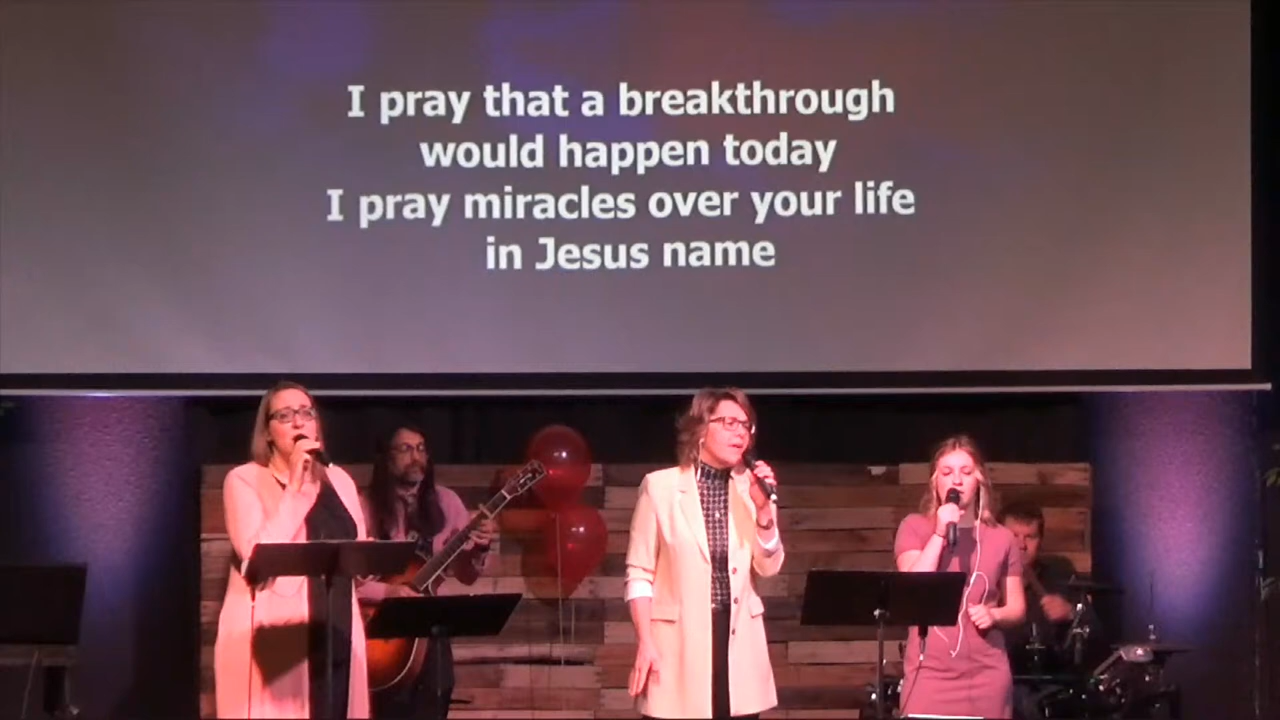 I pray that a breakthrough
would happen today
I pray miracles over your life
in Jesus name